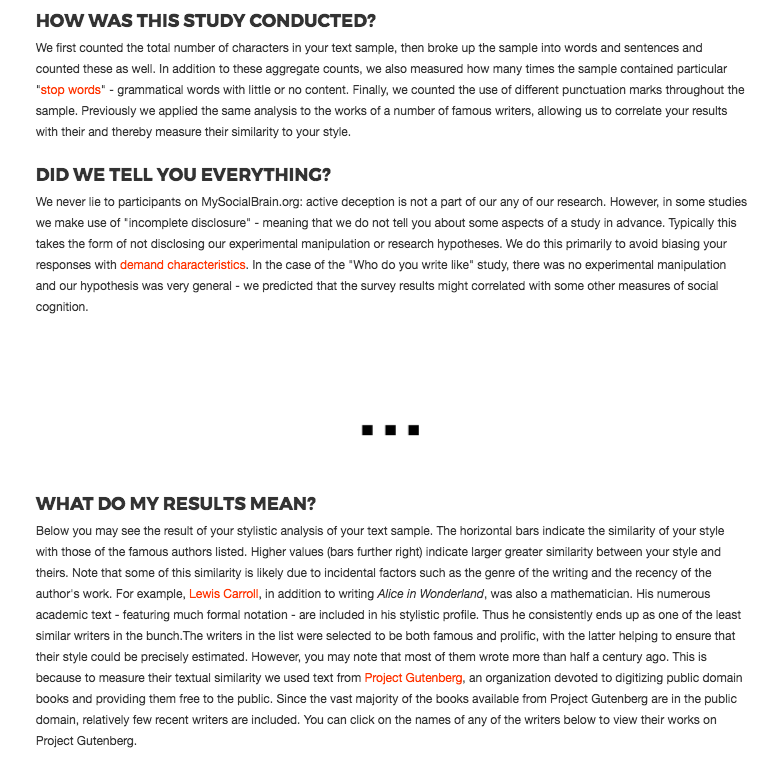 HOW WAS THIS STUDY CONDUCTED?
We first counted the total number of characters in your text sample, then broke up the sample into words and sentences and
counted these as well. In addition to these aggregate counts, we also measured how many times the sample contained particular
"stop words" - grammatical words with little or no content. Finally, we counted the use of different punctuation marks throughout the
sample. Previously we applied the same analysis to the works of a number of famous writers, allowing us to correlate your results
with their and thereby measure their similarity to your style.
DID WE TELL YOU EVERYTHING?
We never lie to participants on MySocialBrain.org: active deception is not a part of our any of our research. However, in some studies
we make use of "incomplete disclosure" - meaning that we do not tell you about some aspects of a study in advance. Typically this
takes the form of not disclosing our experimental manipulation or research hypotheses. We do this primarily to avoid biasing your
responses with demand characteristics. In the case of the "Who do you write like" study, there was no experimental manipulation
and our hypothesis was very general - we predicted that the survey results might correlated with some other measures of social
cognition.
WHAT DO MY RESULTS MEAN?
Below you may see the result of your stylistic analysis of your text sample. The horizontal bars indicate the similarity of your style
with those of the famous authors listed. Higher values (bars further right) indicate larger greater similarity between your style and
theirs. Note that some of this similarity is likely due to incidental factors such as the genre of the writing and the recency of the
author's work. For example, Lewis Carroll, in addition to writing Alice in Wonderland, was also a mathematician. His numerous
academic text - featuring much formal notation - are included in his stylistic profile. Thus he consistently ends up as one of the least
similar writers in the bunch.The writers in the list were selected to be both famous and prolific, with the latter helping to ensure that
their style could be precisely estimated. However, you may note that most of them wrote more than half a century ago. This is
because to measure their textual similarity we used text from Project Gutenberg, an organization devoted to digitizing public domain
books and providing them free to the public. Since the vast majority of the books available from Project Gutenberg are in the public
domain, relatively few recent writers are included. You can click on the names of any of the writers below to view their works on
Project Gutenberg.